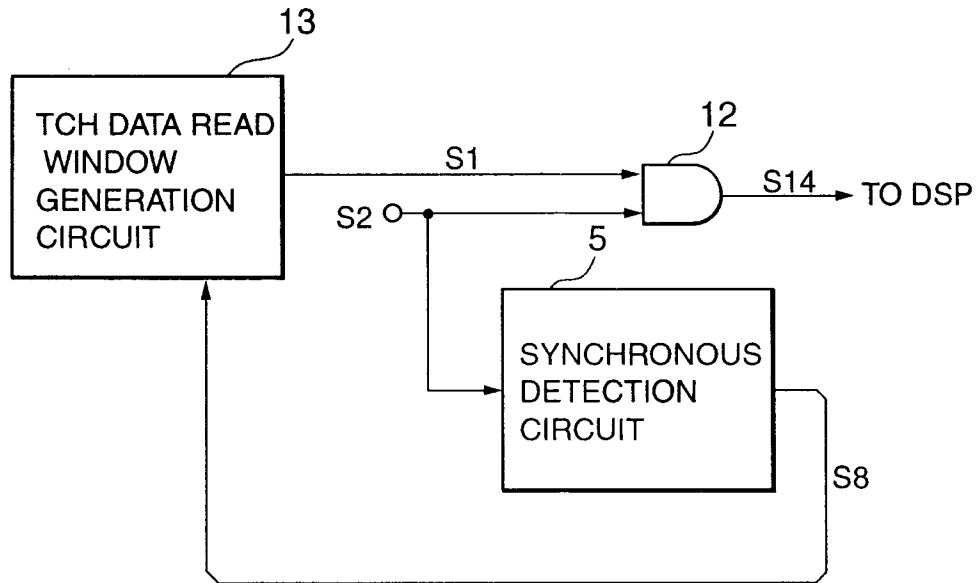 13
TCH DATA READ
WINDOW
GENERATION
CIRCUIT
S1
12
S14
TO DSP
S2
5
SYNCHRONOUS
DETECTION
CIRCUIT
S8